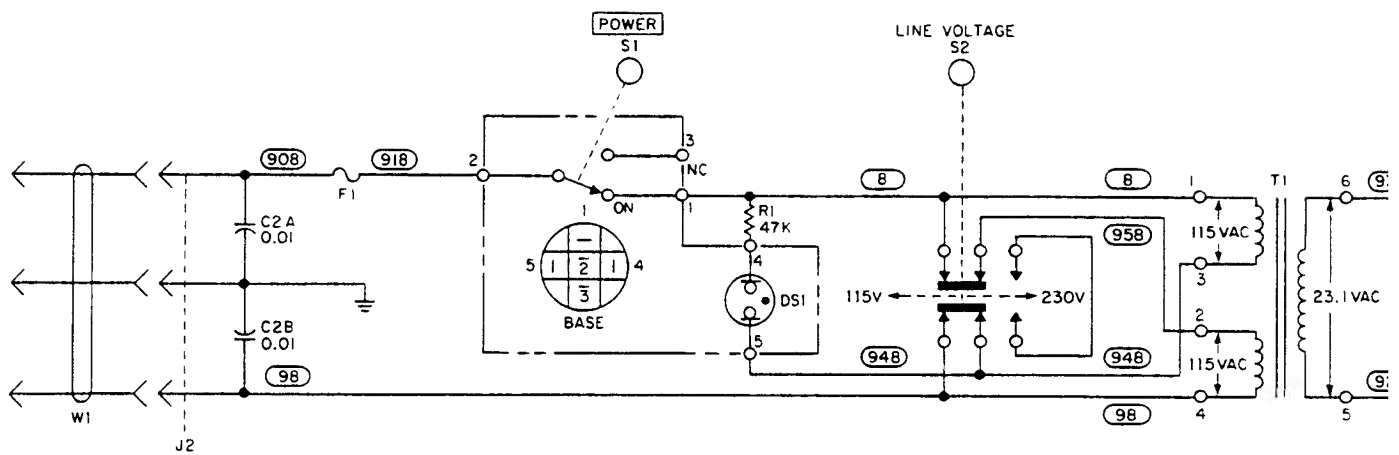 POWER
S1
LINE VOLTAGE
S2
908
F1
918
2
3
NC
ON
1
8
8
1
T1
6
C2A
0.01
R1
47K
958
115VAC
3
1
5
1
2
1
4
3
BASE
4
DS1
5
115V
230V
2
23.1VAC
C2B
0.01
98
948
948
115VAC
98
4
5
W1
J2